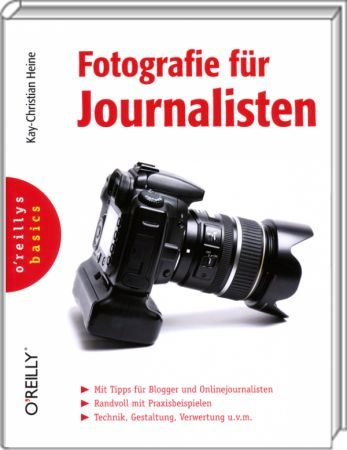 Kay-Christian Heine
Fotografie für
Journalisten
o'reillys
basics
▶ Mit Tipps für Blogger und Onlinejournalisten
▶ Randvoll mit Praxisbeispielen
▶ Technik, Gestaltung, Verwertung u.v.m.
O'REILLY®